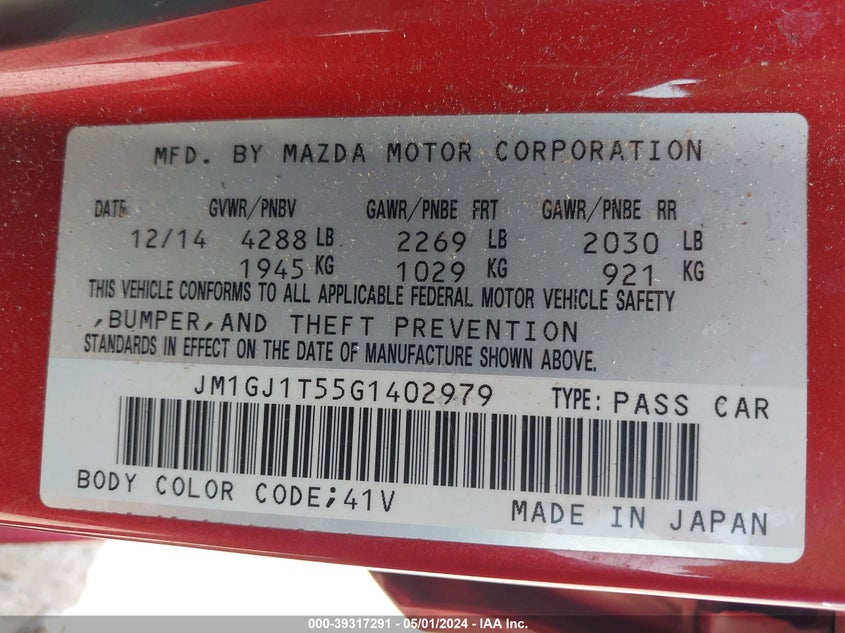 MFD. BY MAZDA MOTOR CORPORATION
DATE GVWR/PNBV GAWR/PNBE FRT GAWR/PNBE RR
12/14 4288 LB 2269 LB 2030 LB
1945 KG 1029 KG 921 KG
THIS VEHICLE CONFORMS TO ALL APPLICABLE FEDERAL MOTOR VEHICLE SAFETY
,BUMPER,AND THEFT PREVENTION
STANDARDS IN EFFECT ON THE DATE OF MANUFACTURE SHOWN ABOVE.
JM1GJ1T55G1402979 TYPE: PASS CAR
BODY COLOR CODE;41V MADE IN JAPAN
000-39317291 - 05/01/2024 - IAA Inc.